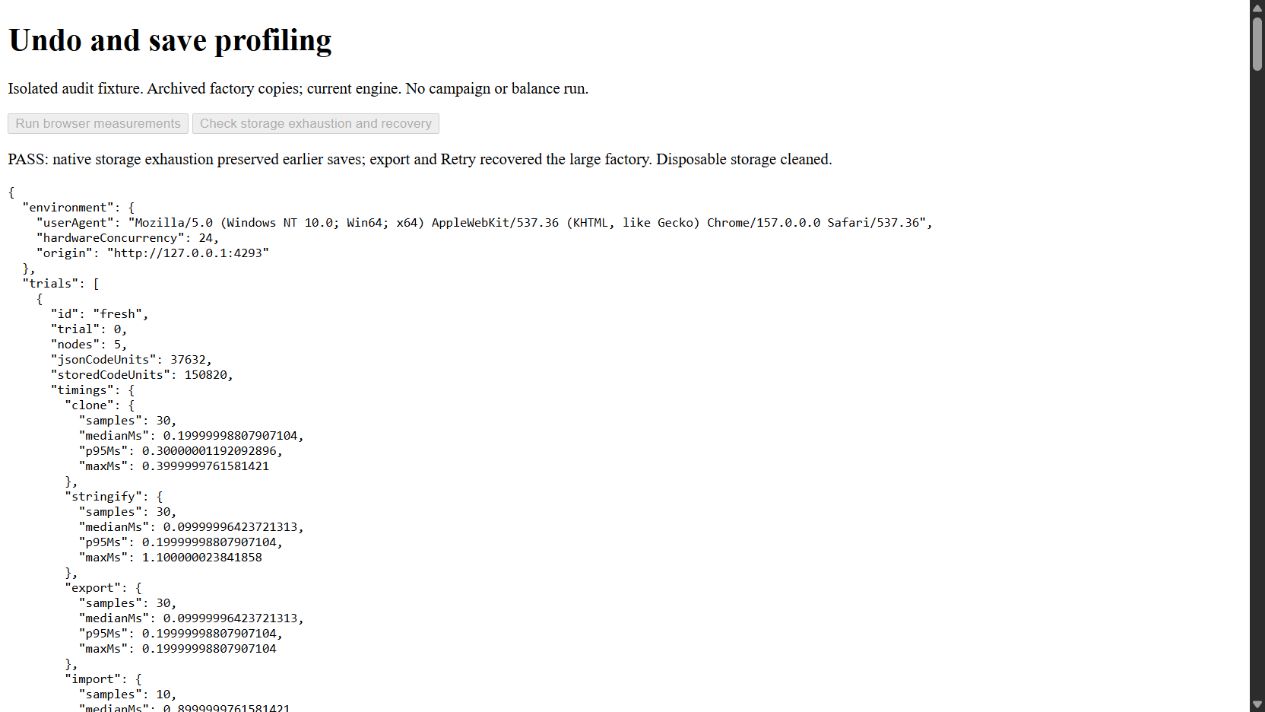 Undo and save profiling
Isolated audit fixture. Archived factory copies; current engine. No campaign or balance run.
Run browser measurements Check storage exhaustion and recovery
PASS: native storage exhaustion preserved earlier saves; export and Retry recovered the large factory. Disposable storage cleaned.
{
  "environment": {
    "userAgent": "Mozilla/5.0 (Windows NT 10.0; Win64; x64) AppleWebKit/537.36 (KHTML, like Gecko) Chrome/157.0.0.0 Safari/537.36",
    "hardwareConcurrency": 24,
    "origin": "http://127.0.0.1:4293"
  },
  "trials": [
    {
      "id": "fresh",
      "trial": 0,
      "nodes": 5,
      "jsonCodeUnits": 37632,
      "storedCodeUnits": 150820,
      "timings": {
        "clone": {
          "samples": 30,
          "medianMs": 0.19999998807907104,
          "p95Ms": 0.30000001192092896,
          "maxMs": 0.3999999761581421
        },
        "stringify": {
          "samples": 30,
          "medianMs": 0.09999996423721313,
          "p95Ms": 0.19999998807907104,
          "maxMs": 1.100000023841858
        },
        "export": {
          "samples": 30,
          "medianMs": 0.09999996423721313,
          "p95Ms": 0.19999998807907104,
          "maxMs": 0.19999998807907104
        },
        "import": {
          "samples": 10,
          "medianMs": 0.8999999761581421